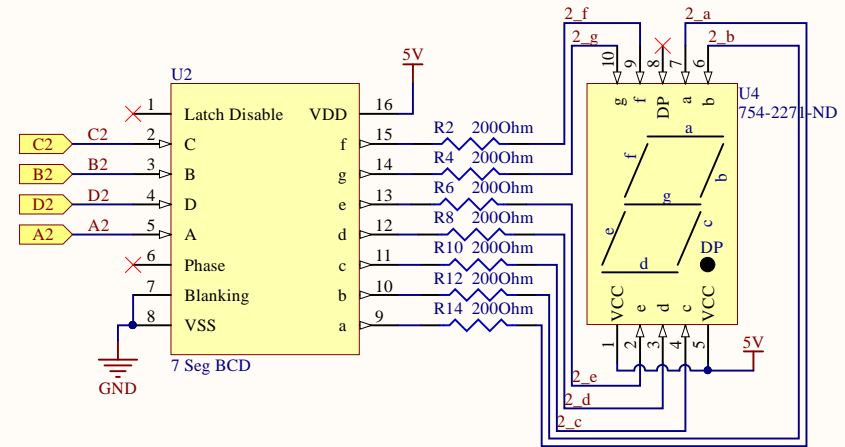 U2
1 Latch Disable VDD 16 5V
C2 C2 2 C f 15 R2 200Ohm
B2 B2 3 B g 14 R4 200Ohm
D2 D2 4 D e 13 R6 200Ohm
A2 A2 5 A d 12 R8 200Ohm
6 Phase c 11 R10 200Ohm
7 Blanking b 10 R12 200Ohm
8 VSS a 9 R14 200Ohm
GND
7 Seg BCD
2_f 2_a
2_g 2_b
10 9 8 7 6
g f DP a b
U4
754-2271-ND
a
f b
g
e c
d DP
VCC e d c VCC
1 2 3 4 5
5V
2_e
2_d
2_c